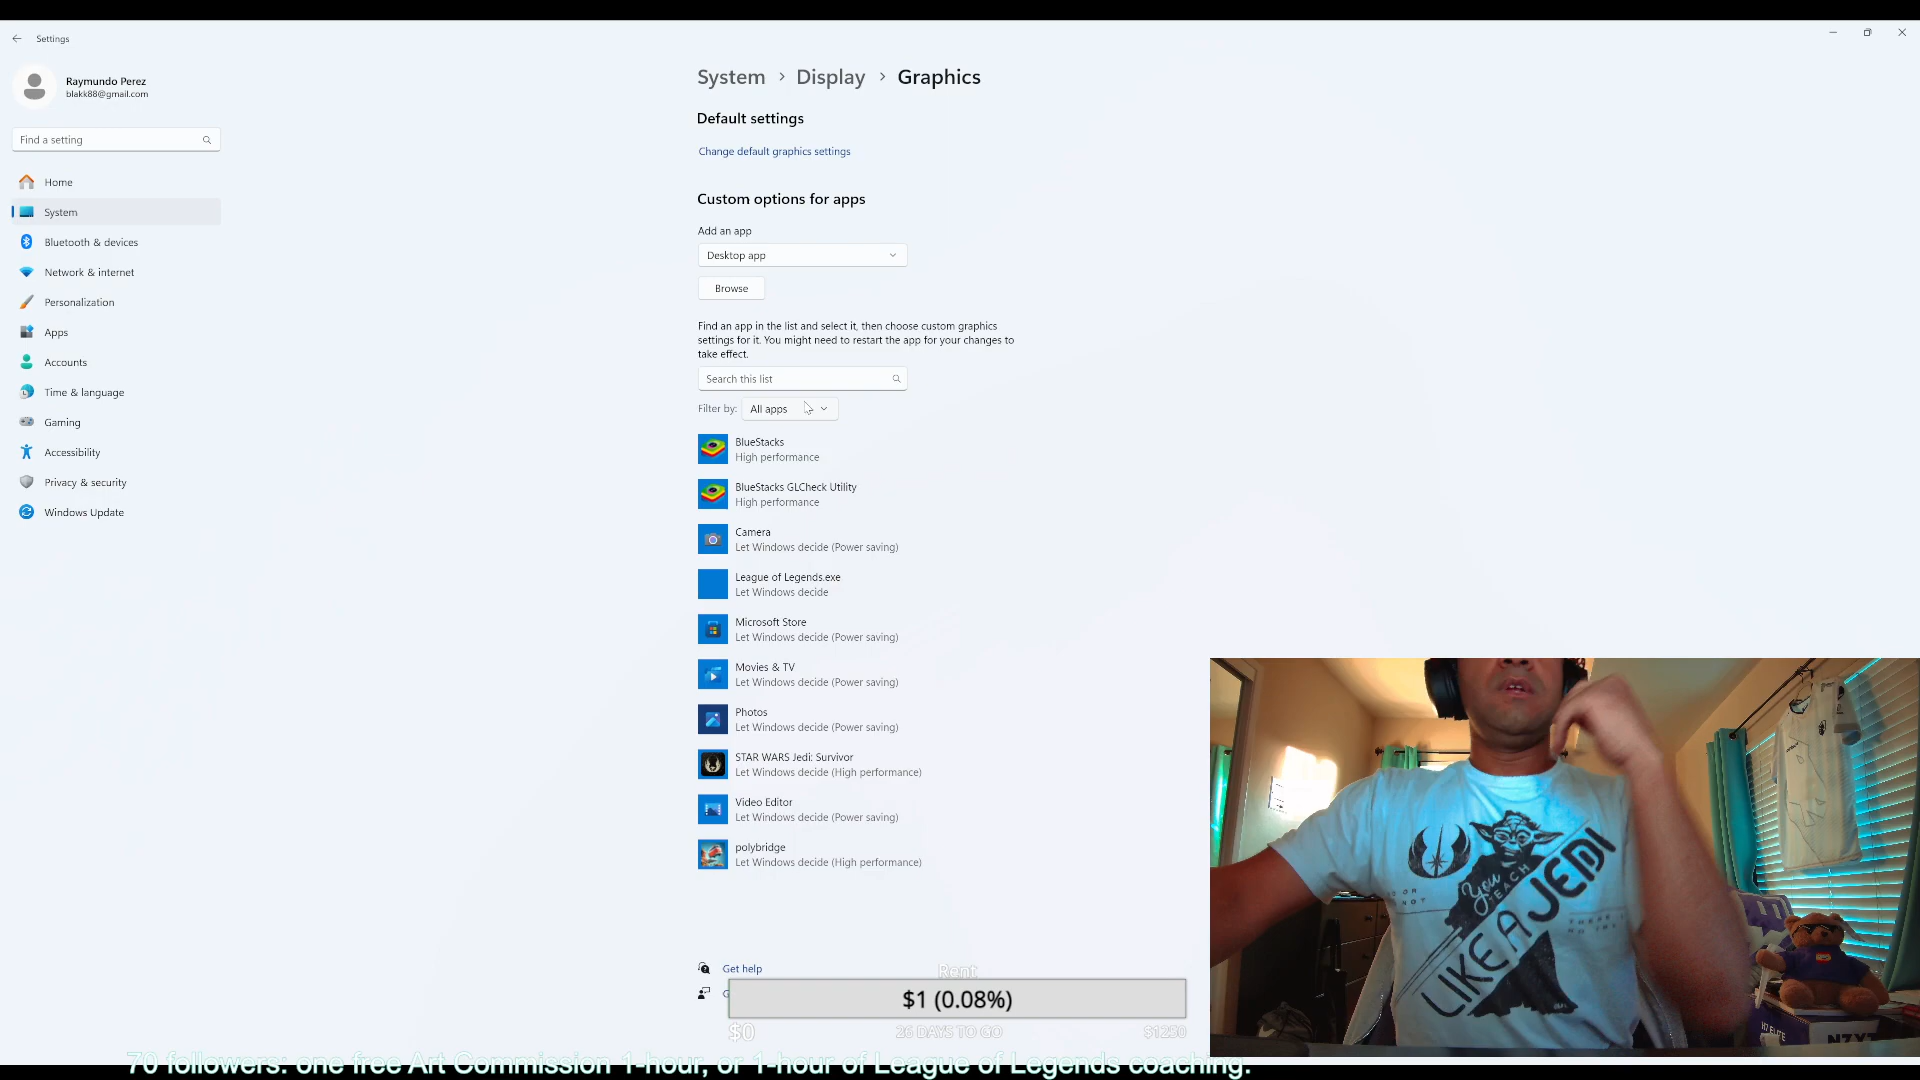 Settings
Raymundo Perez
blakk88@gmail.com
Find a setting
Home
System
Bluetooth & devices
Network & internet
Personalization
Apps
Accounts
Time & language
Gaming
Accessibility
Privacy & security
Windows Update
System > Display > Graphics
Default settings
Change default graphics settings
Custom options for apps
Add an app
Desktop app
Browse
Find an app in the list and select it, then choose custom graphics
settings for it. You might need to restart the app for your changes to
take effect.
Search this list
Filter by: All apps
BlueStacks
High performance
BlueStacks GLCheck Utility
High performance
Camera
Let Windows decide (Power saving)
League of Legends.exe
Let Windows decide
Microsoft Store
Let Windows decide (Power saving)
Movies & TV
Let Windows decide (Power saving)
Photos
Let Windows decide (Power saving)
STAR WARS Jedi: Survivor
Let Windows decide (High performance)
Video Editor
Let Windows decide (Power saving)
polybridge
Let Windows decide (High performance)
Get help
Rent
$1 (0.08%)
$0 26 DAYS TO GO $1250
70 followers: one free Art Commission 1-hour, or 1-hour of League of Legends coaching.
You
TEACH
LIKE A JEDI
H7 ELITE
NZXT